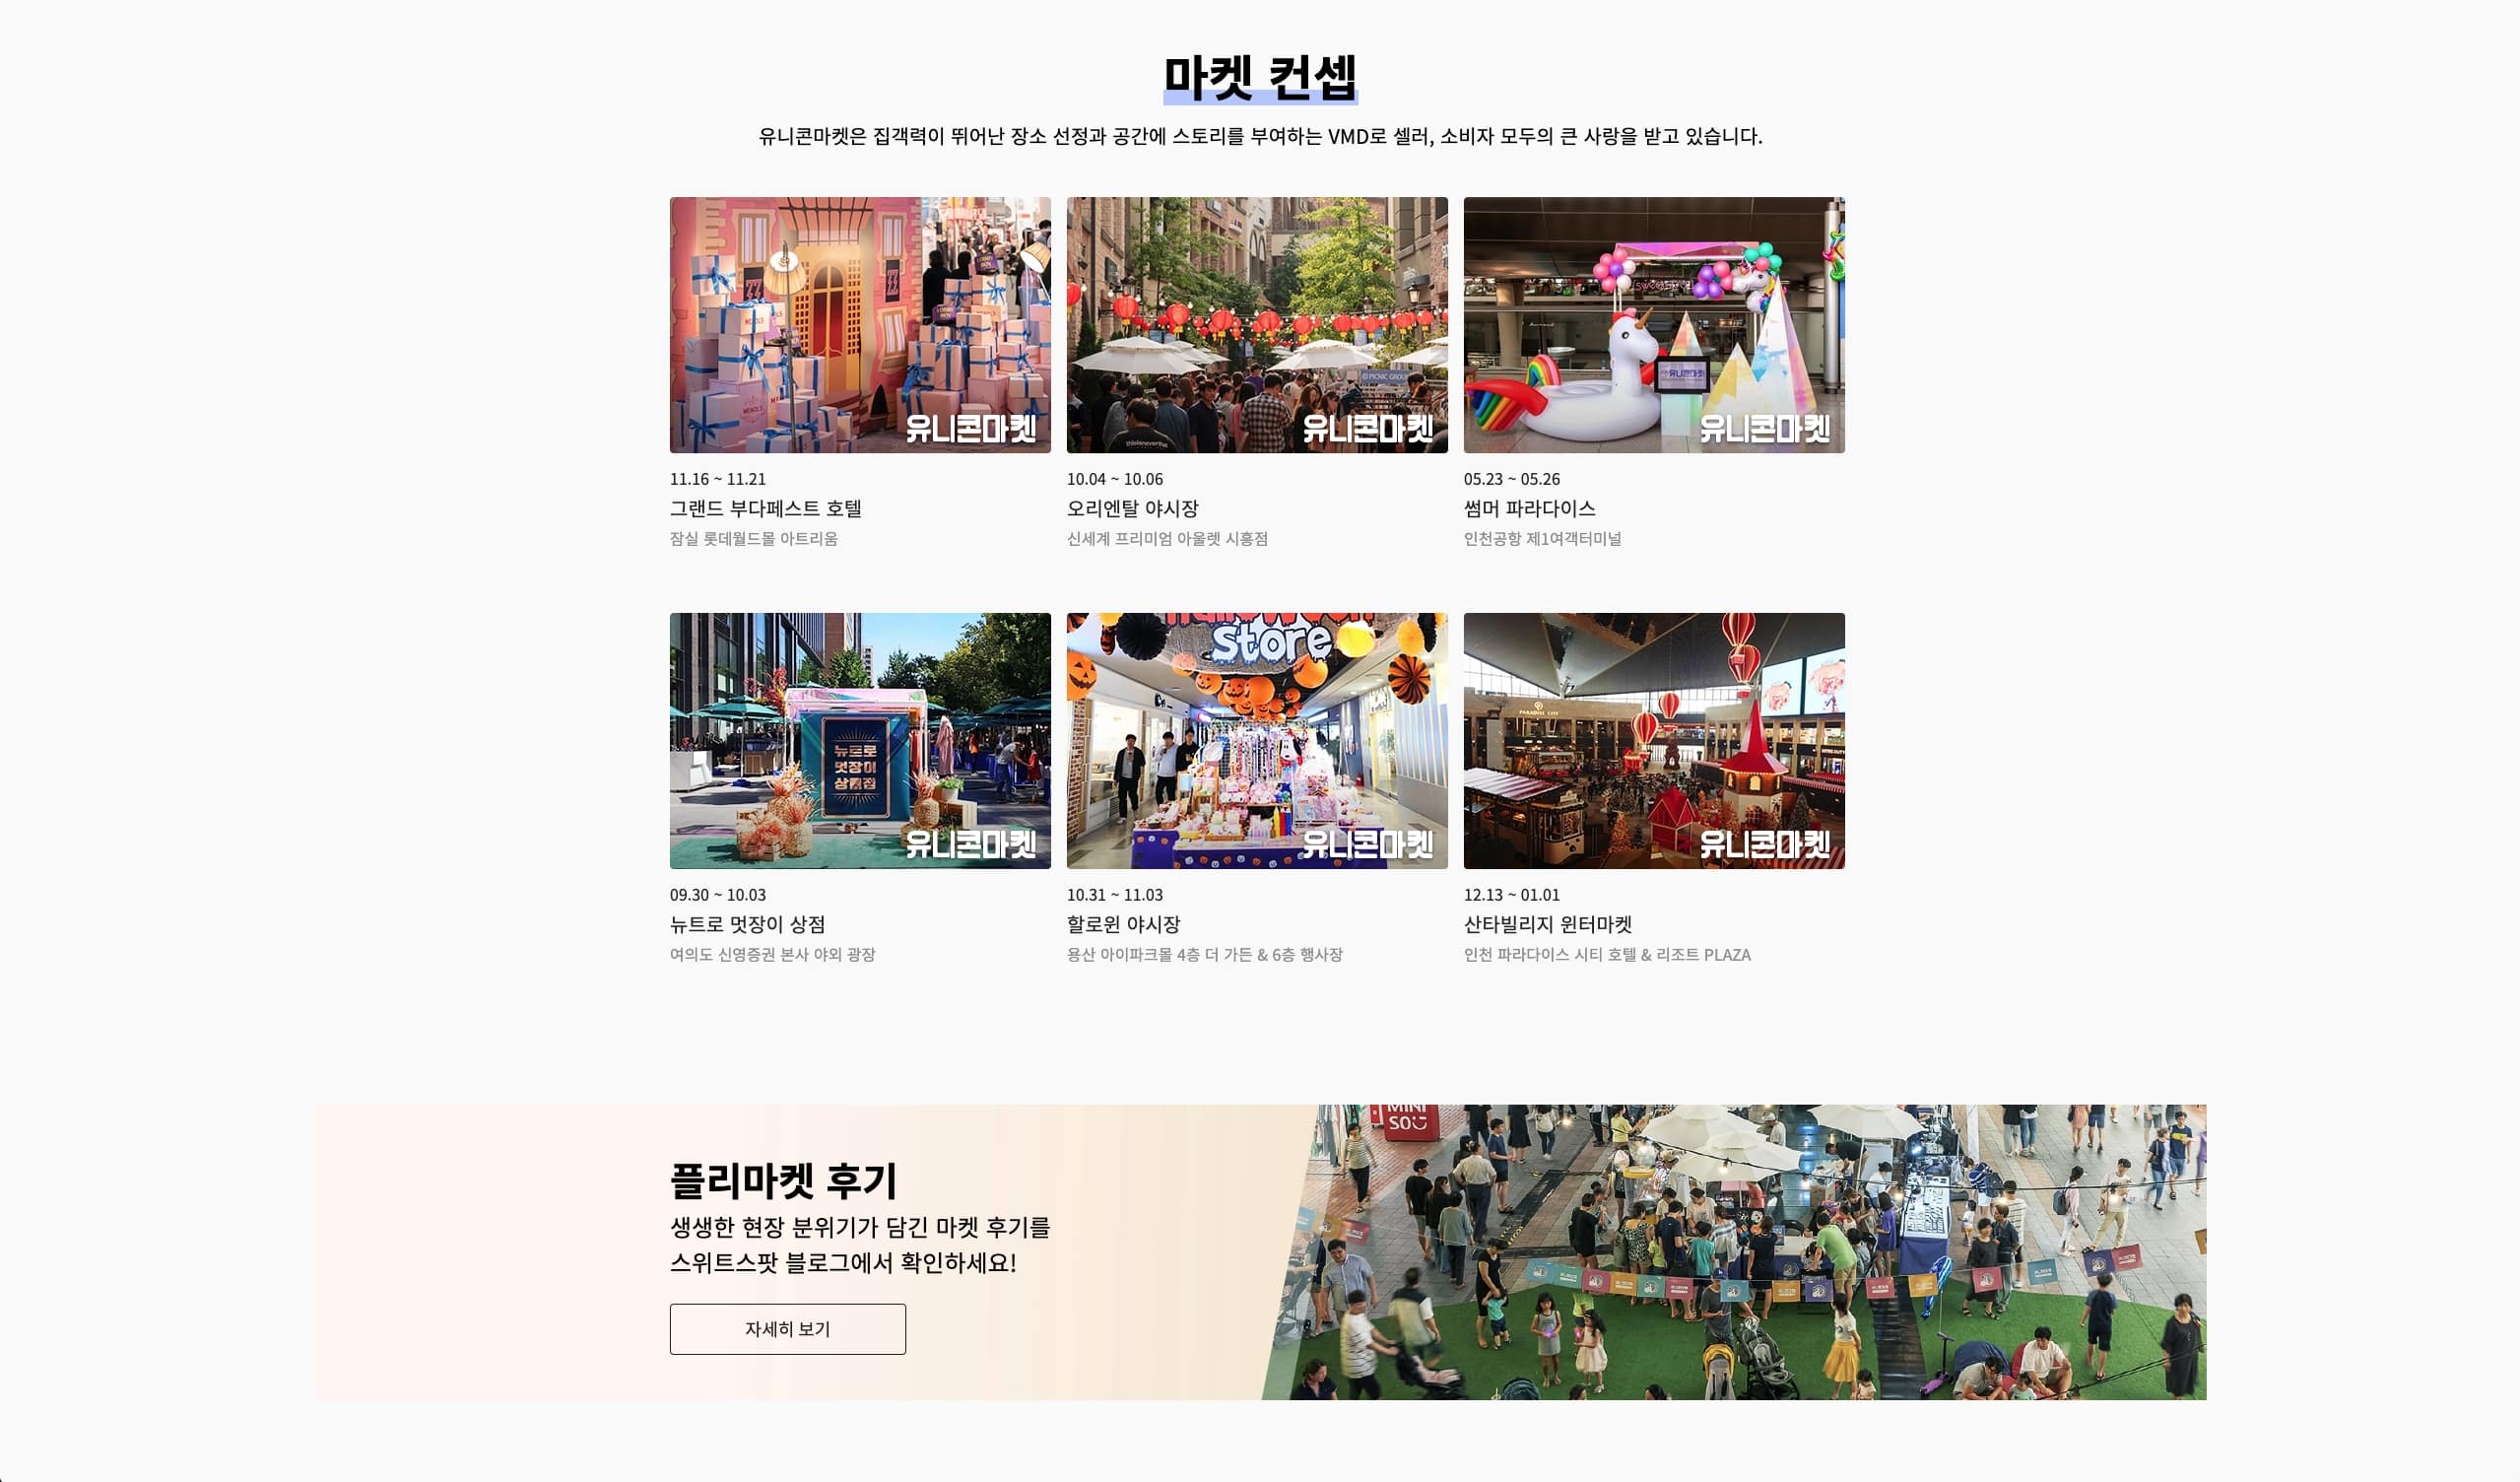 마켓 컨셉
유니콘마켓은 집객력이 뛰어난 장소 선정과 공간에 스토리를 부여하는 VMD로 셀러, 소비자 모두의 큰 사랑을 받고 있습니다.
유니콘마켓
PICNIC GROUND
유니콘마켓
유니콘마켓
유니콘마켓
11.16 ~ 11.21
그랜드 부다페스트 호텔
잠실 롯데월드몰 아트리움
10.04 ~ 10.06
오리엔탈 야시장
신세계 프리미엄 아울렛 시흥점
05.23 ~ 05.26
썸머 파라다이스
인천공항 제1여객터미널
뉴트로
멋장이
상점
유니콘마켓
store
유니콘마켓
PARADISE CITY
유니콘마켓
09.30 ~ 10.03
뉴트로 멋장이 상점
여의도 신영증권 본사 야외 광장
10.31 ~ 11.03
할로윈 야시장
용산 아이파크몰 4층 더 가든 & 6층 행사장
12.13 ~ 01.01
산타빌리지 윈터마켓
인천 파라다이스 시티 호텔 & 리조트 PLAZA
플리마켓 후기
생생한 현장 분위기가 담긴 마켓 후기를
스위트스팟 블로그에서 확인하세요!
자세히 보기
MINI
SO